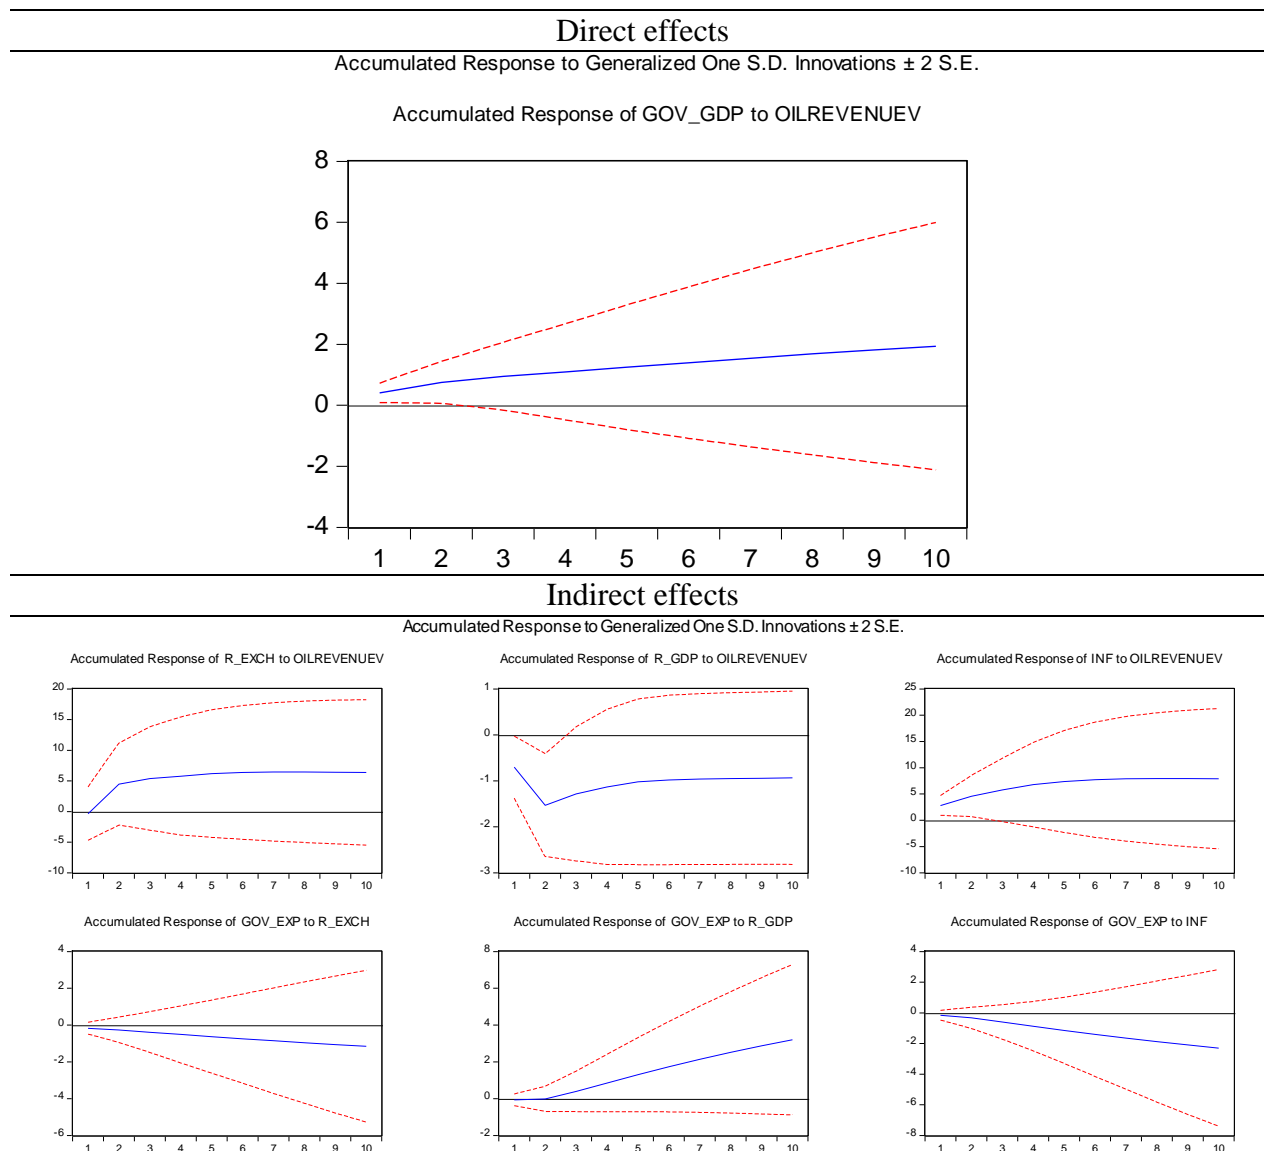 Direct effects
Accumulated Response to Generalized One S.D. Innovations ± 2 S.E.
Accumulated Response of GOV_GDP to OILREVENUEV
8
6
4
2
0
-2
-4
1 2 3 4 5 6 7 8 9 10
Indirect effects
Accumulated Response to Generalized One S.D. Innovations ± 2 S.E.
Accumulated Response of R_EXCH to OILREVENUEV
20
15
10
5
0
-5
-10
1 2 3 4 5 6 7 8 9 10
Accumulated Response of R_GDP to OILREVENUEV
1
0
-1
-2
-3
1 2 3 4 5 6 7 8 9 10
Accumulated Response of INF to OILREVENUEV
25
20
15
10
5
0
-5
-10
1 2 3 4 5 6 7 8 9 10
Accumulated Response of GOV_EXP to R_EXCH
4
2
0
-2
-4
-6
1 2 3 4 5 6 7 8 9 10
Accumulated Response of GOV_EXP to R_GDP
8
6
4
2
0
-2
1 2 3 4 5 6 7 8 9 10
Accumulated Response of GOV_EXP to INF
4
2
0
-2
-4
-6
-8
1 2 3 4 5 6 7 8 9 10